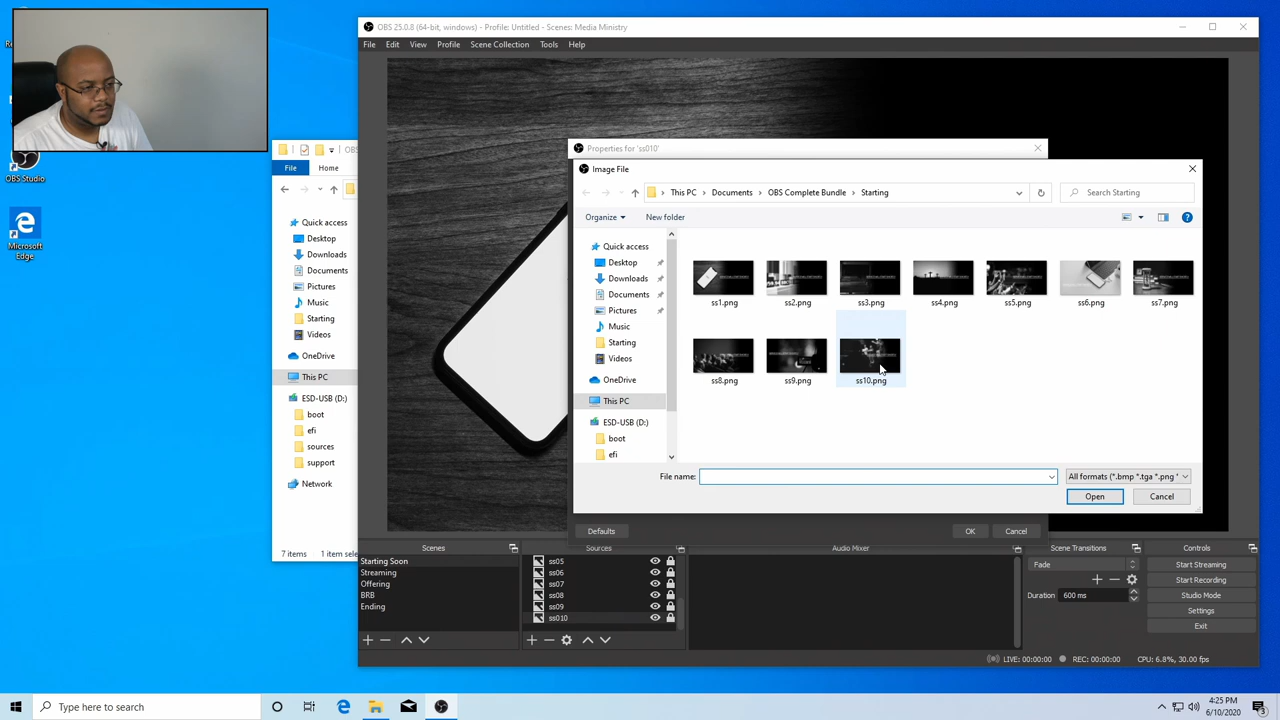 OBS 25.0.8 (64-bit, windows) - Profile: Untitled - Scenes: Media Ministry
File Edit View Profile Scene Collection Tools Help
OBS Studio
Microsoft
Edge
File Home
Quick access
Desktop
Downloads
Documents
Pictures
Music
Starting
Videos
OneDrive
This PC
ESD-USB (D:)
boot
efi
sources
support
Network
7 items 1 item sele
Properties for 'ss010'
Image File
This PC > Documents > OBS Complete Bundle > Starting
Search Starting
Organize New folder
Quick access
Desktop
Downloads
Documents
Pictures
Music
Starting
Videos
OneDrive
This PC
ESD-USB (D:)
boot
efi
ss1.png ss2.png ss3.png ss4.png ss5.png ss6.png ss7.png
ss8.png ss9.png ss10.png
File name: All formats (*.bmp *.tga *.png *
Open Cancel
Defaults OK Cancel
Scenes
Starting Soon
Streaming
Offering
BRB
Ending
Sources
ss05
ss06
ss07
ss08
ss09
ss010
Audio Mixer
Scene Transitions
Fade
Duration 600 ms
Controls
Start Streaming
Start Recording
Studio Mode
Settings
Exit
LIVE: 00:00:00 REC: 00:00:00 CPU: 6.8%, 30.00 fps
Type here to search
4:25 PM
6/10/2020
3